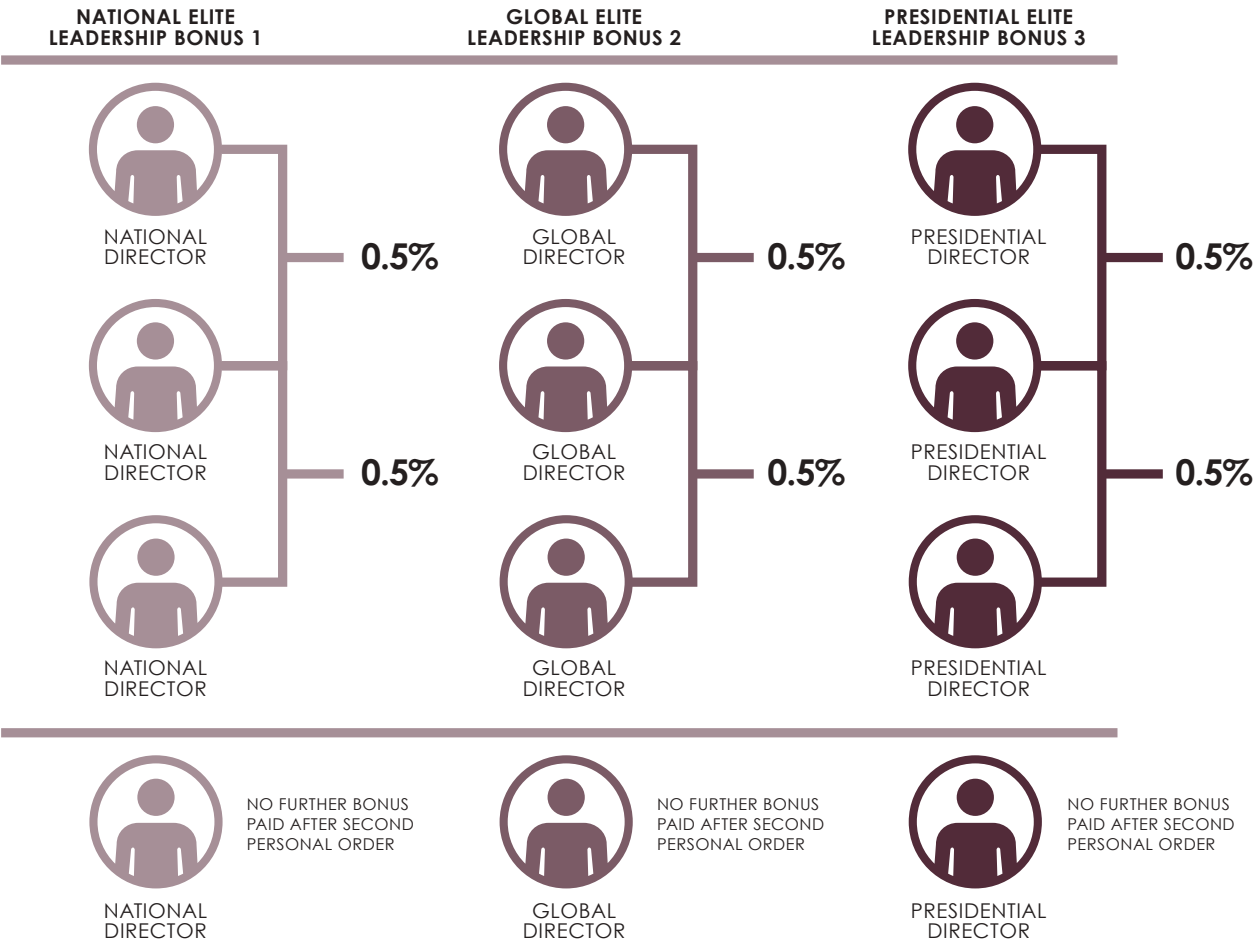 NATIONAL ELITE
LEADERSHIP BONUS 1
GLOBAL ELITE
LEADERSHIP BONUS 2
PRESIDENTIAL ELITE
LEADERSHIP BONUS 3
NATIONAL
DIRECTOR
0.5%
GLOBAL
DIRECTOR
0.5%
PRESIDENTIAL
DIRECTOR
0.5%
NATIONAL
DIRECTOR
0.5%
GLOBAL
DIRECTOR
0.5%
PRESIDENTIAL
DIRECTOR
0.5%
NATIONAL
DIRECTOR
GLOBAL
DIRECTOR
PRESIDENTIAL
DIRECTOR
NO FURTHER BONUS
PAID AFTER SECOND
PERSONAL ORDER
NATIONAL
DIRECTOR
NO FURTHER BONUS
PAID AFTER SECOND
PERSONAL ORDER
GLOBAL
DIRECTOR
NO FURTHER BONUS
PAID AFTER SECOND
PERSONAL ORDER
PRESIDENTIAL
DIRECTOR